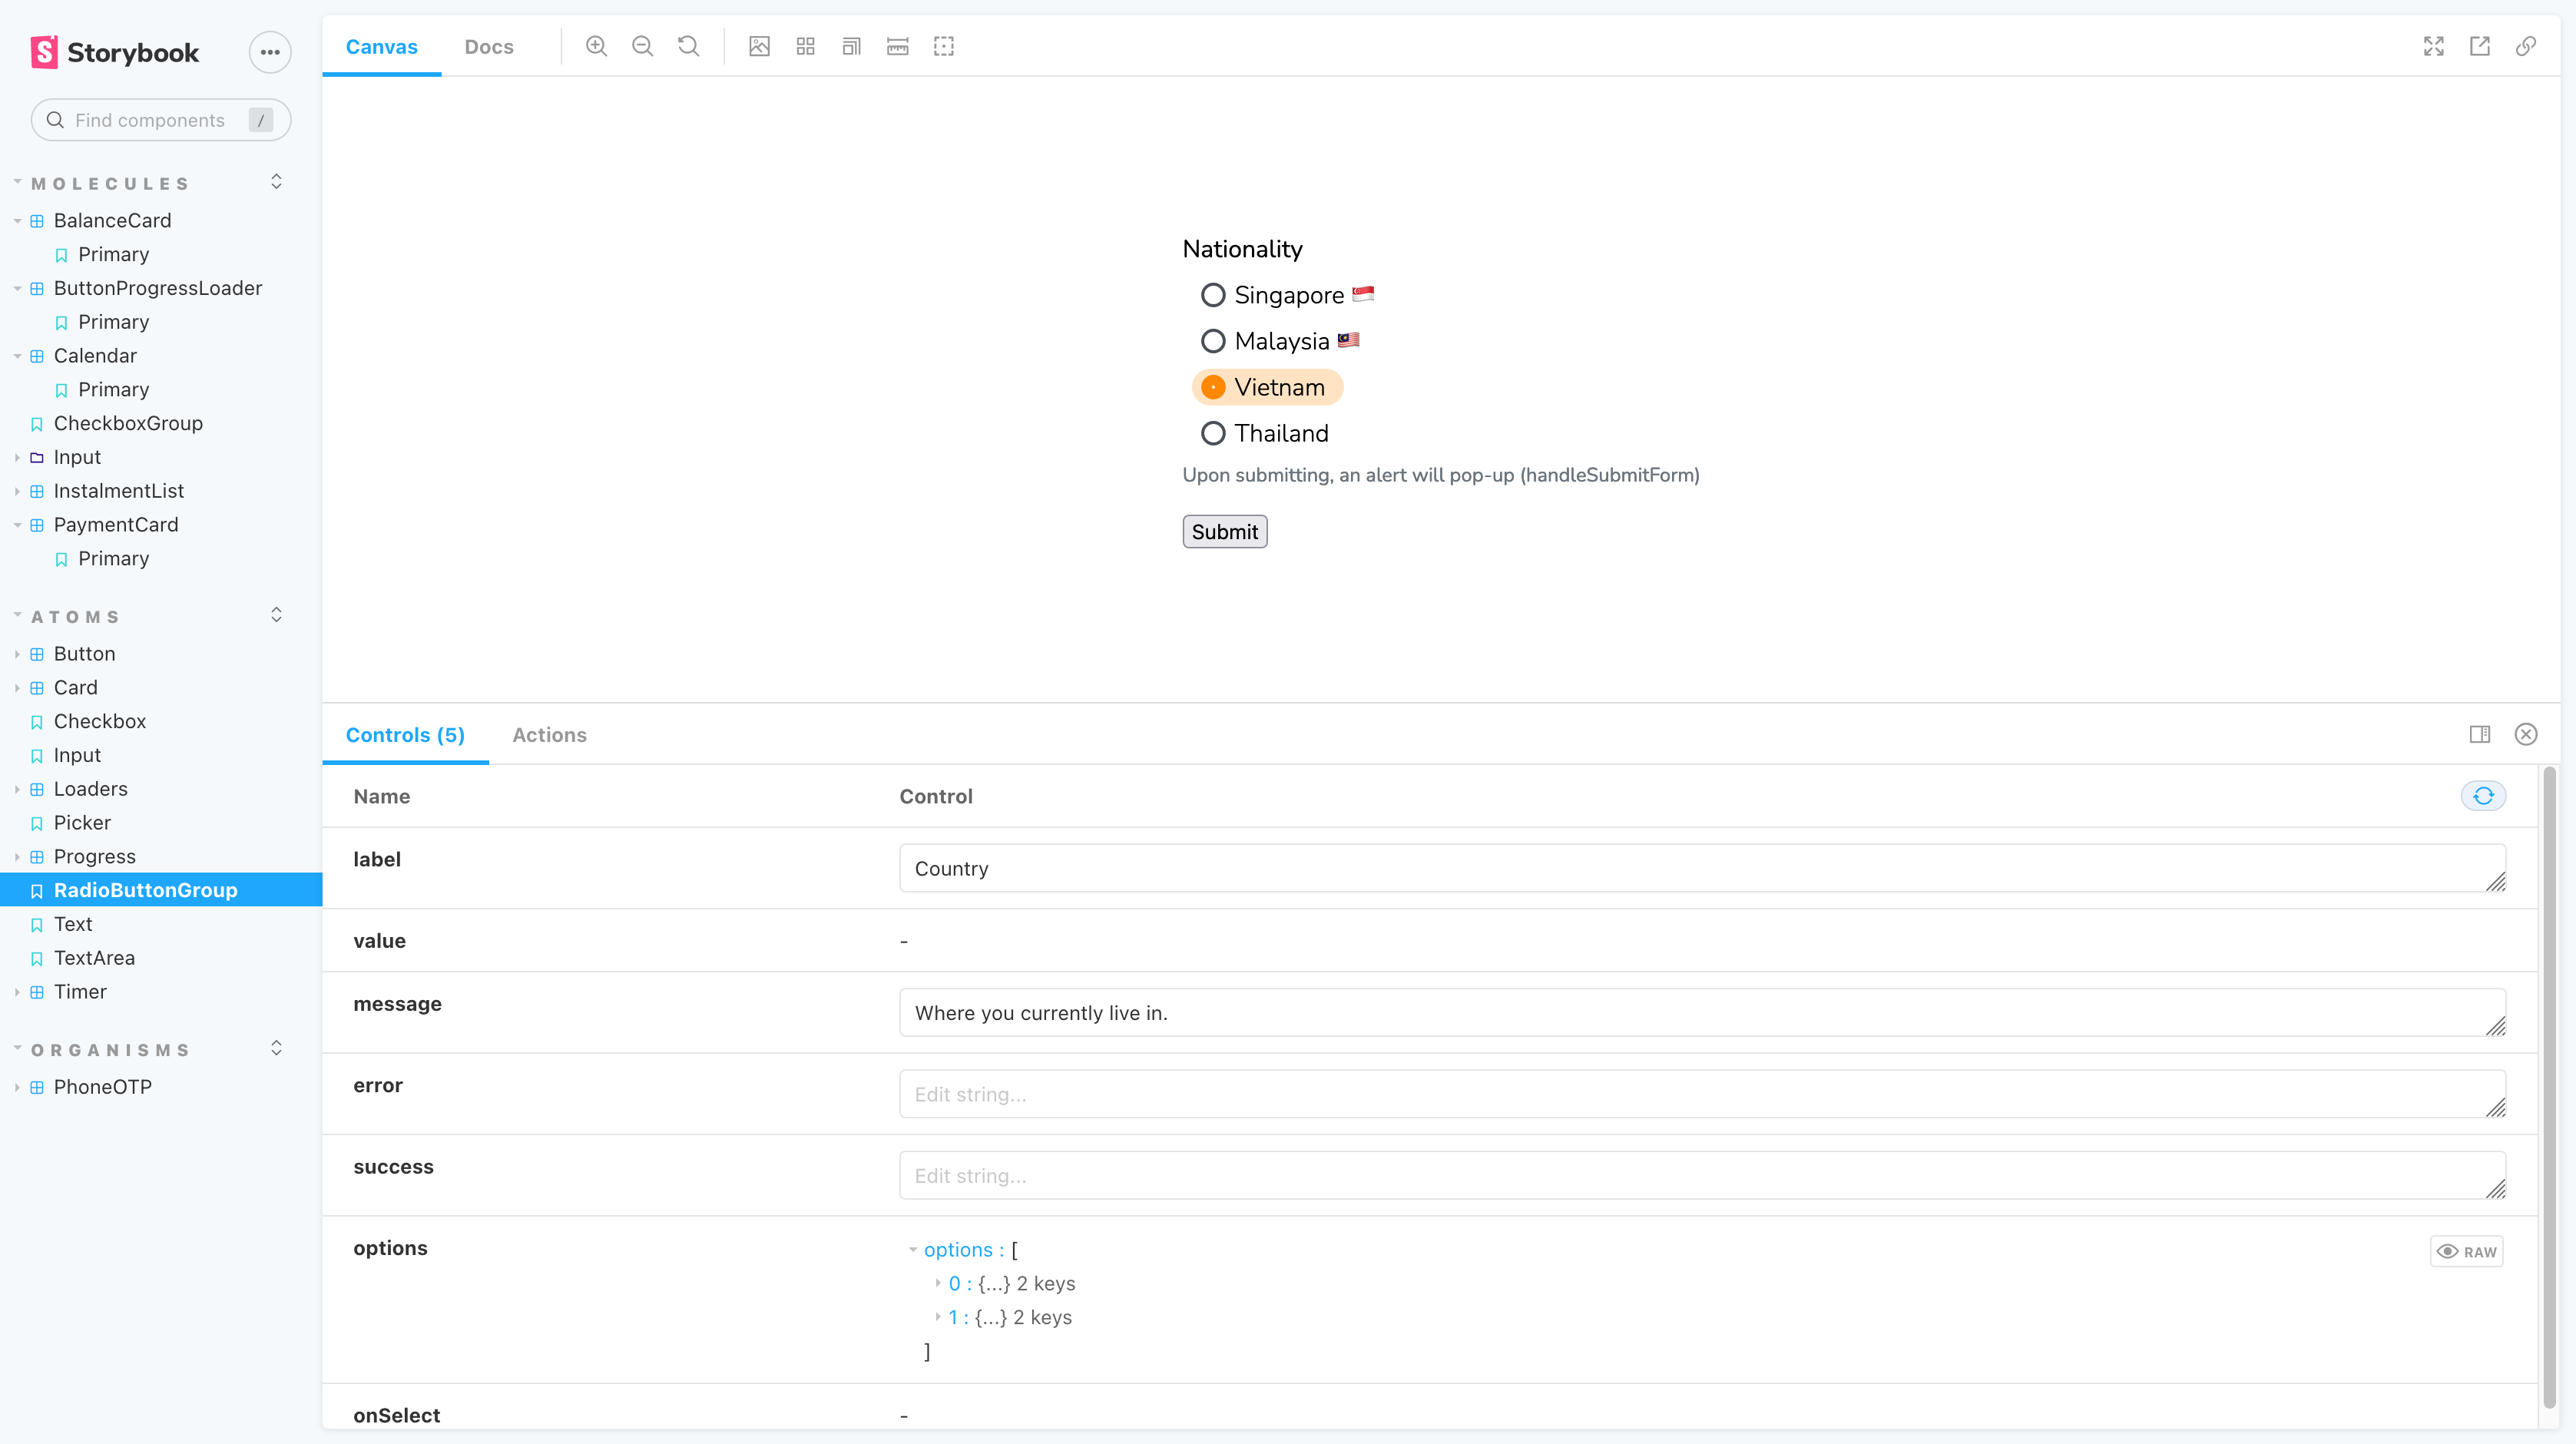 Storybook
Find components /
MOLECULES
BalanceCard
Primary
ButtonProgressLoader
Primary
Calendar
Primary
CheckboxGroup
Input
InstalmentList
PaymentCard
Primary
ATOMS
Button
Card
Checkbox
Input
Loaders
Picker
Progress
RadioButtonGroup
Text
TextArea
Timer
ORGANISMS
PhoneOTP
Canvas Docs
Nationality
Singapore 🇸🇬
Malaysia 🇲🇾
Vietnam
Thailand
Upon submitting, an alert will pop-up (handleSubmitForm)
Submit
Controls (5) Actions
Name Control
label Country
value -
message Where you currently live in.
error Edit string...
success Edit string...
options options : [
RAW
0 : {...} 2 keys
1 : {...} 2 keys
]
onSelect -